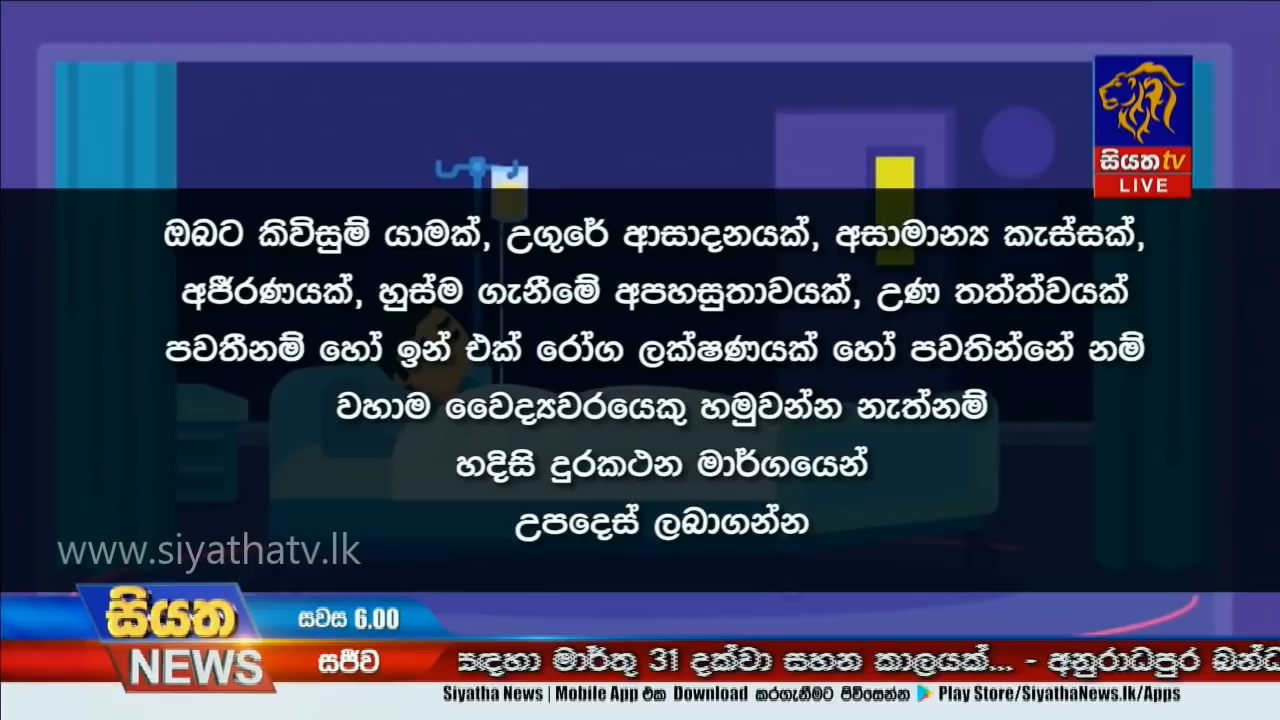 සියත tv
LIVE
ඔබට කිවිසුම් යාමක්, උගුරේ ආසාදනයක්, අසාමාන්‍ය කැස්සක්,
අජීරණයක්, හුස්ම ගැනීමේ අපහසුතාවයක්, උණ තත්ත්වයක්
පවතීනම් හෝ ඉන් එක් රෝග ලක්ෂණයක් හෝ පවතින්නේ නම්
වහාම වෛද්‍යවරයෙකු හමුවන්න නැත්නම්
හදිසි දුරකථන මාර්ගයෙන්
උපදෙස් ලබාගන්න
www.siyathatv.lk
සියත
NEWS
සවස 6.00
සජීව
සඳහා මාර්තු 31 දක්වා සහන කාලයක්... - අනුරාධපුර බන්ධ
Siyatha News | Mobile App එක Download කරගැනීමට පිවිසෙන්න Play Store/SiyathaNews.lk/Apps